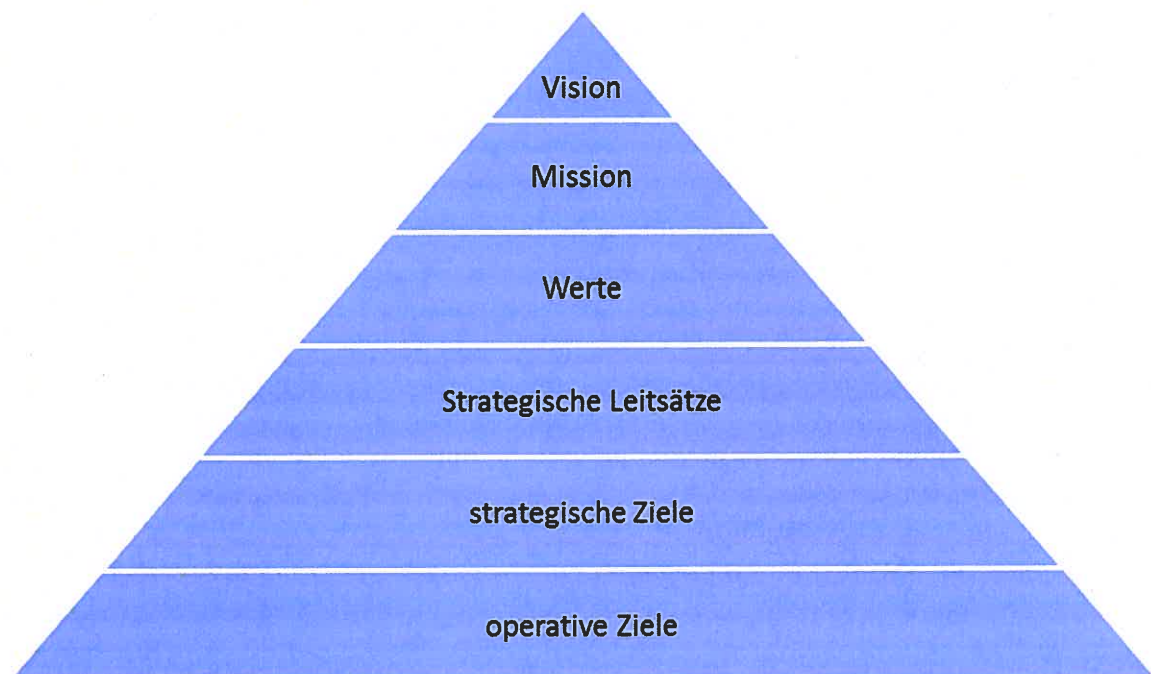 Vision
Mission
Werte
Strategische Leitsätze
strategische Ziele
operative Ziele